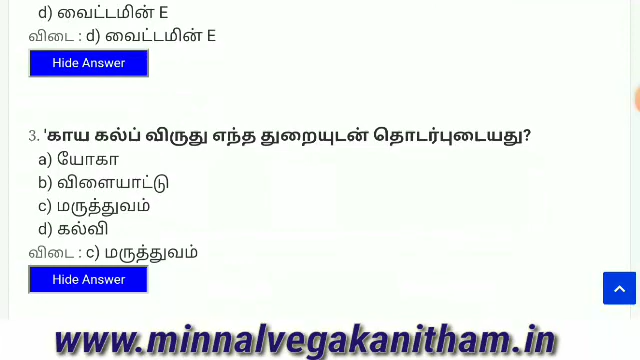 d) வைட்டமின் E
விடை : d) வைட்டமின் E
Hide Answer
3. 'காய கல்ப் விருது எந்த துறையுடன் தொடர்புடையது?
a) யோகா
b) விளையாட்டு
c) மருத்துவம்
d) கல்வி
விடை : c) மருத்துவம்
Hide Answer
www.minnalvegakanitham.in